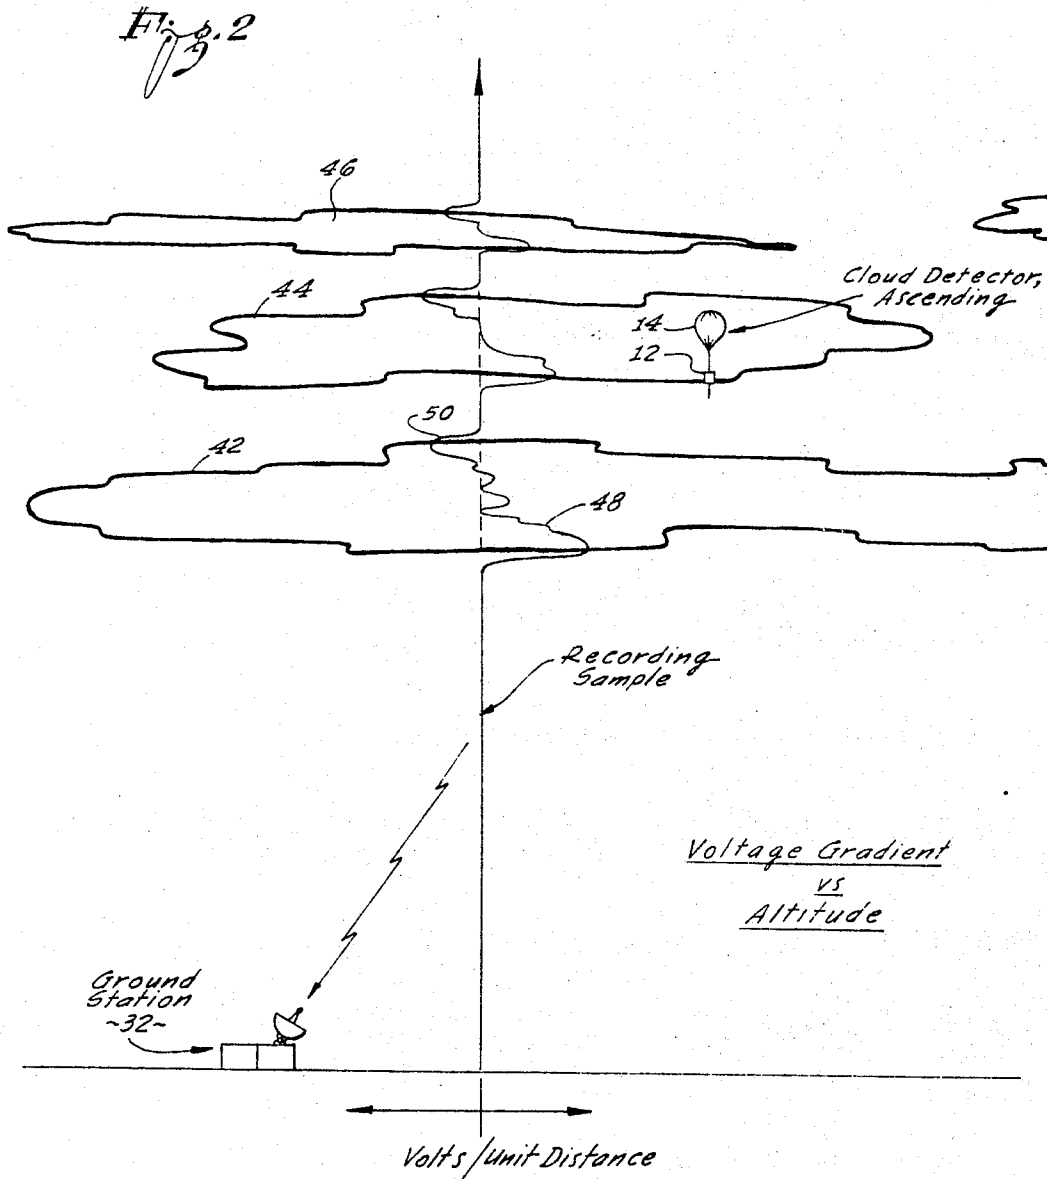 Fig. 2
46
Cloud Detector,
Ascending
44
14
12
50
42
48
Recording
Sample
Voltage Gradient
vs
Altitude
Ground
Station
~32~
Volts/Unit Distance